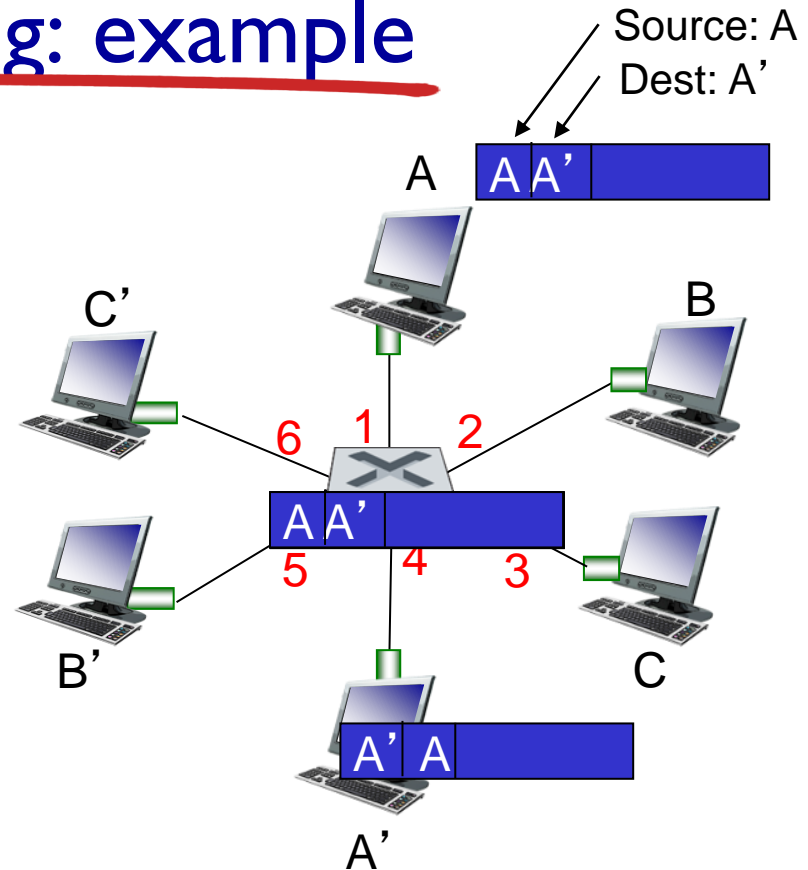 g: example
Source: A
Dest: A’
A
A A’
C’
B
6
1
2
A A’
5
4
3
B’
C
A’ A
A’